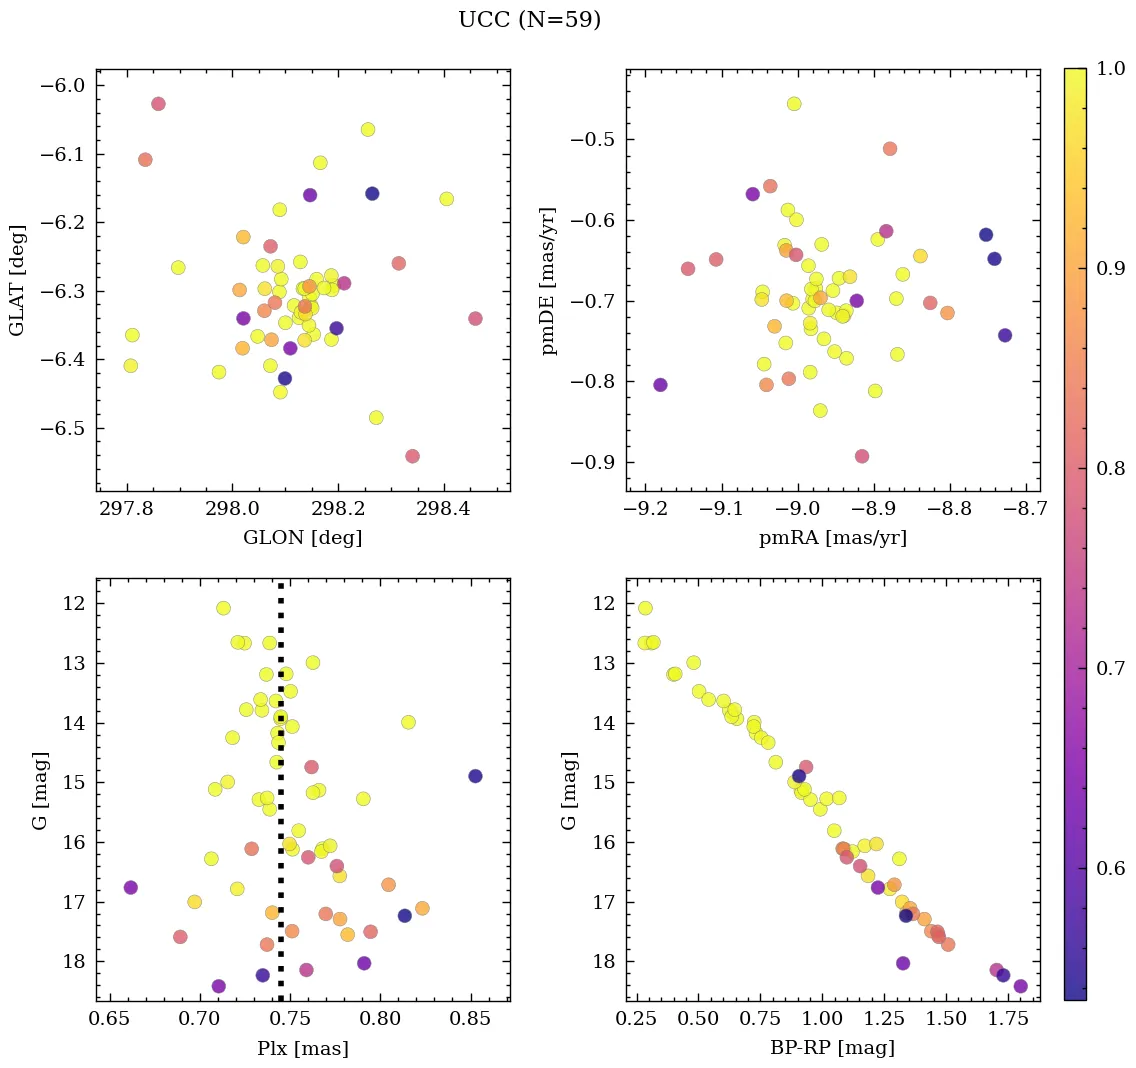 UCC (N=59)
−6.0
−6.1
−6.2
−6.3
−6.4
−6.5
GLAT [deg]
297.8 298.0 298.2 298.4
GLON [deg]
−0.5
−0.6
−0.7
−0.8
−0.9
pmDE [mas/yr]
−9.2 −9.1 −9.0 −8.9 −8.8 −8.7
pmRA [mas/yr]
12
13
14
15
16
17
18
G [mag]
0.65 0.70 0.75 0.80 0.85
Plx [mas]
12
13
14
15
16
17
18
G [mag]
0.25 0.50 0.75 1.00 1.25 1.50 1.75
BP-RP [mag]
1.0
0.9
0.8
0.7
0.6